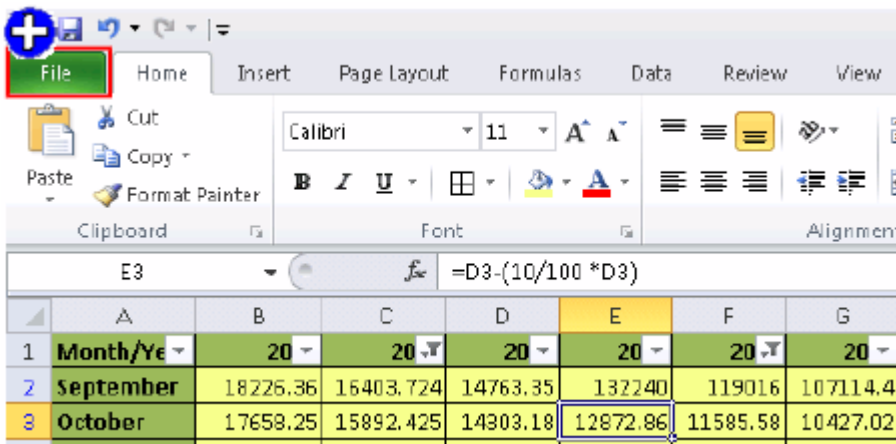 File Home Insert Page Layout Formulas Data Review View
Cut
Copy
Format Painter
Paste
Calibri 11 A A
B I U A
Clipboard Font Alignment
E3 fx =D3-(10/100 *D3)
A B C D E F G
1 Month/Ye 20 20 20 20 20 20
2 September 18226.36 16403.724 14763.35 132240 119016 107114.4
3 October 17658.25 15892.425 14303.18 12872.86 11585.58 10427.02